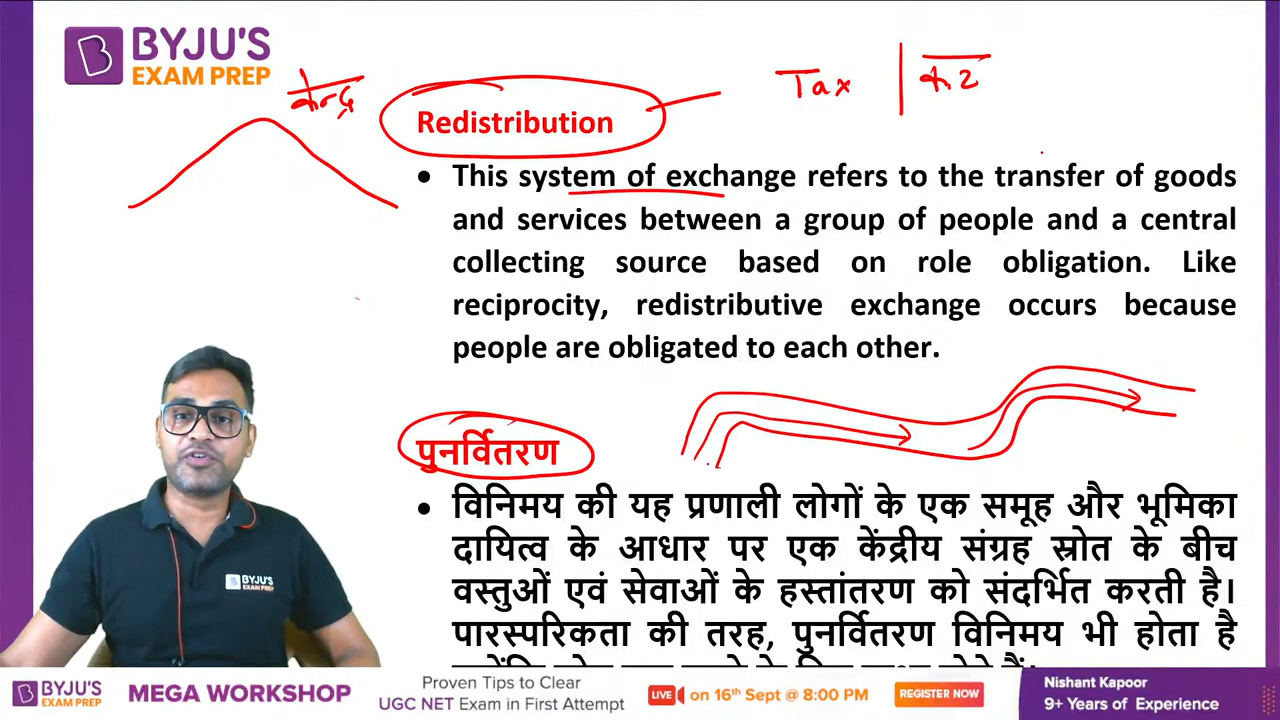 BYJU'S
EXAM PREP
Tax
कर
Redistribution
• This system of exchange refers to the transfer of goods
and services between a group of people and a central
collecting source based on role obligation. Like
reciprocity, redistributive exchange occurs because
people are obligated to each other.
पुनर्वितरण
• विनिमय की यह प्रणाली लोगों के एक समूह और भूमिका
दायित्व के आधार पर एक केंद्रीय संग्रह स्रोत के बीच
वस्तुओं एवं सेवाओं के हस्तांतरण को संदर्भित करती है।
पारस्परिकता की तरह, पुनर्वितरण विनिमय भी होता है
BYJU'S
EXAM PREP
BYJU'S
EXAM PREP
MEGA WORKSHOP
Proven Tips to Clear
UGC NET Exam in First Attempt
LIVE on 16th Sept @ 8:00 PM
REGISTER NOW
Nishant Kapoor
9+ Years of Experience